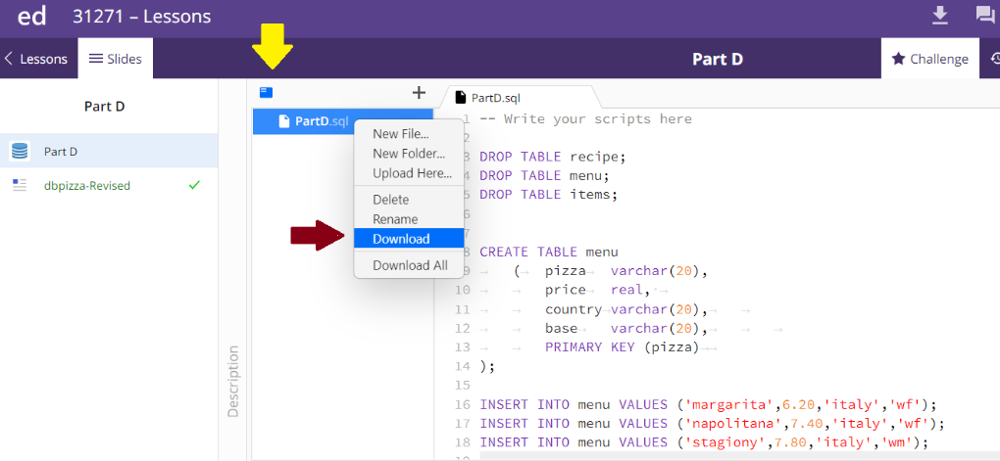 ed 31271 – Lessons
Lessons
Slides
Part D
Challenge
Part D
Part D
dbpizza-Revised
Description
PartD.sql
New File...
New Folder...
Upload Here...
Delete
Rename
Download
Download All
PartD.sql
1 -- Write your scripts here
2
3 DROP TABLE recipe;
4 DROP TABLE menu;
5 DROP TABLE items;
6
7
8 CREATE TABLE menu
9 ( pizza varchar(20),
10 price real,
11 country varchar(20),
12 base varchar(20),
13 PRIMARY KEY (pizza)
14 );
15
16 INSERT INTO menu VALUES ('margarita',6.20,'italy','wf');
17 INSERT INTO menu VALUES ('napolitana',7.40,'italy','wf');
18 INSERT INTO menu VALUES ('stagiony',7.80,'italy','wm');